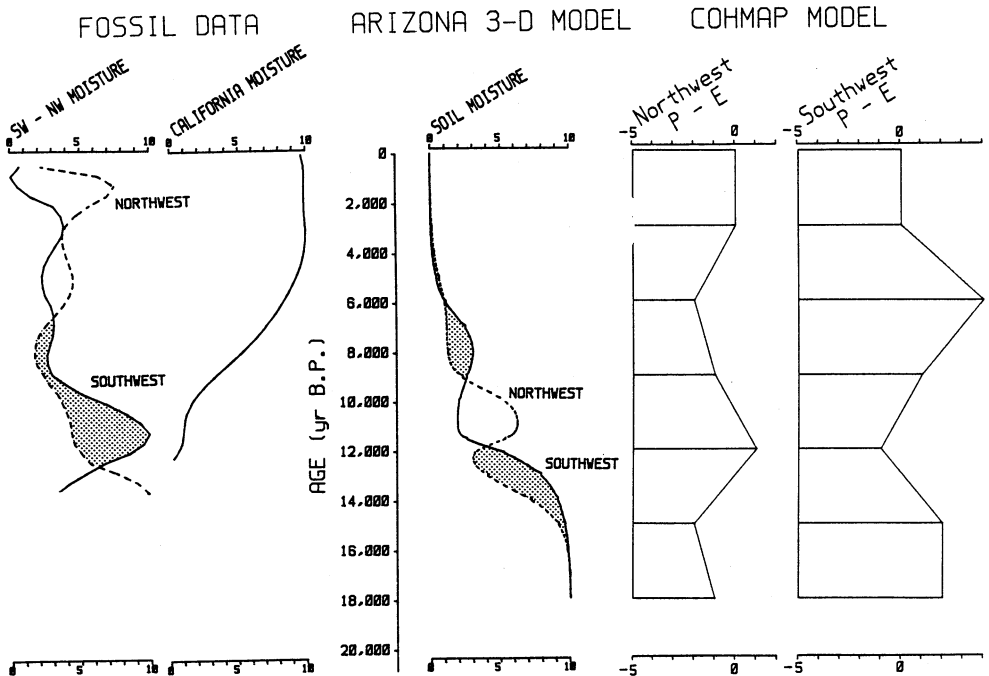 FOSSIL DATA
ARIZONA 3-D MODEL
COHMAP MODEL
SW - NW MOISTURE
CALIFORNIA MOISTURE
SOIL MOISTURE
Northwest
P - E
Southwest
P - E
0 5 10
0 5 10
0 5 10
-5 0
-5 0
AGE (yr B.P.)
0
2,000
4,000
6,000
8,000
10,000
12,000
14,000
16,000
18,000
20,000
NORTHWEST
SOUTHWEST
NORTHWEST
SOUTHWEST
0 5 10
0 5 10
0 5 10
-5 0
-5 0